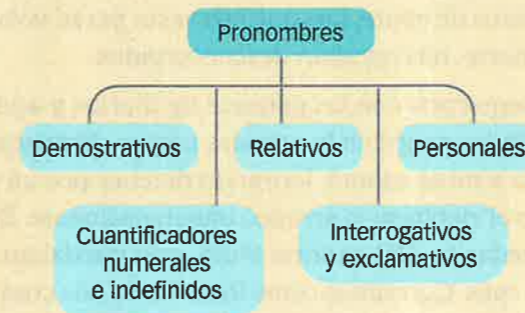 Pronombres
Demostrativos
Relativos
Personales
Cuantificadores
numerales
e indefinidos
Interrogativos
y exclamativos